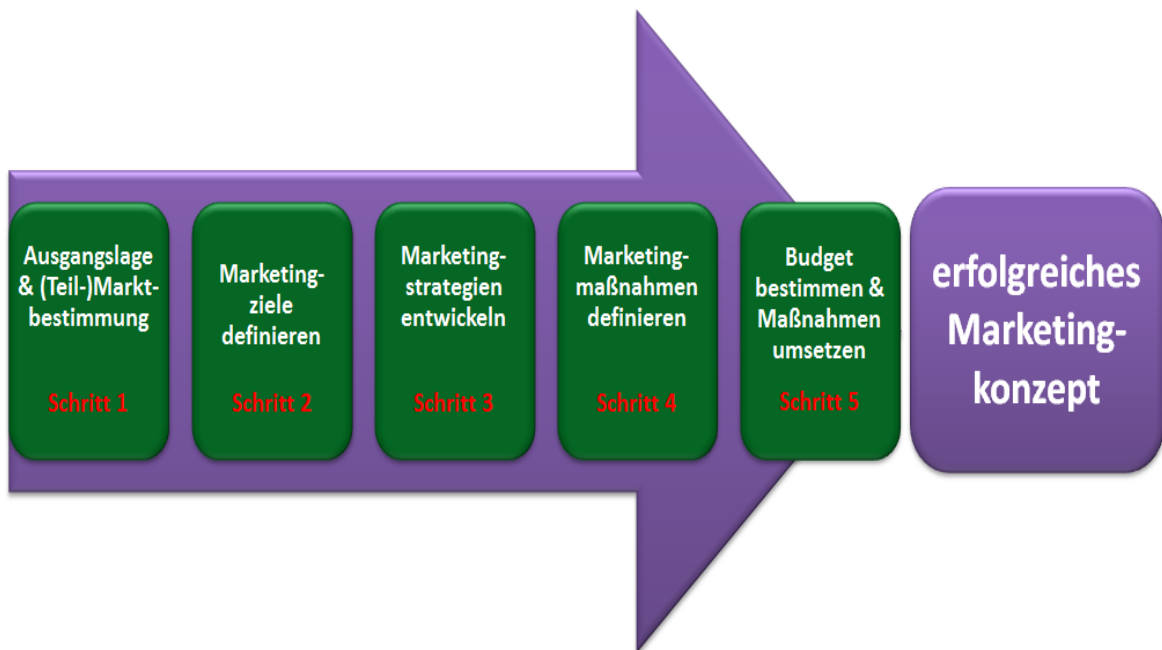 Ausgangslage
& (Teil-)Markt-
bestimmung
Schritt 1
Marketing-
ziele
definieren
Schritt 2
Marketing-
strategien
entwickeln
Schritt 3
Marketing-
maßnahmen
definieren
Schritt 4
Budget
bestimmen &
Maßnahmen
umsetzen
Schritt 5
erfolgreiches
Marketing-
konzept